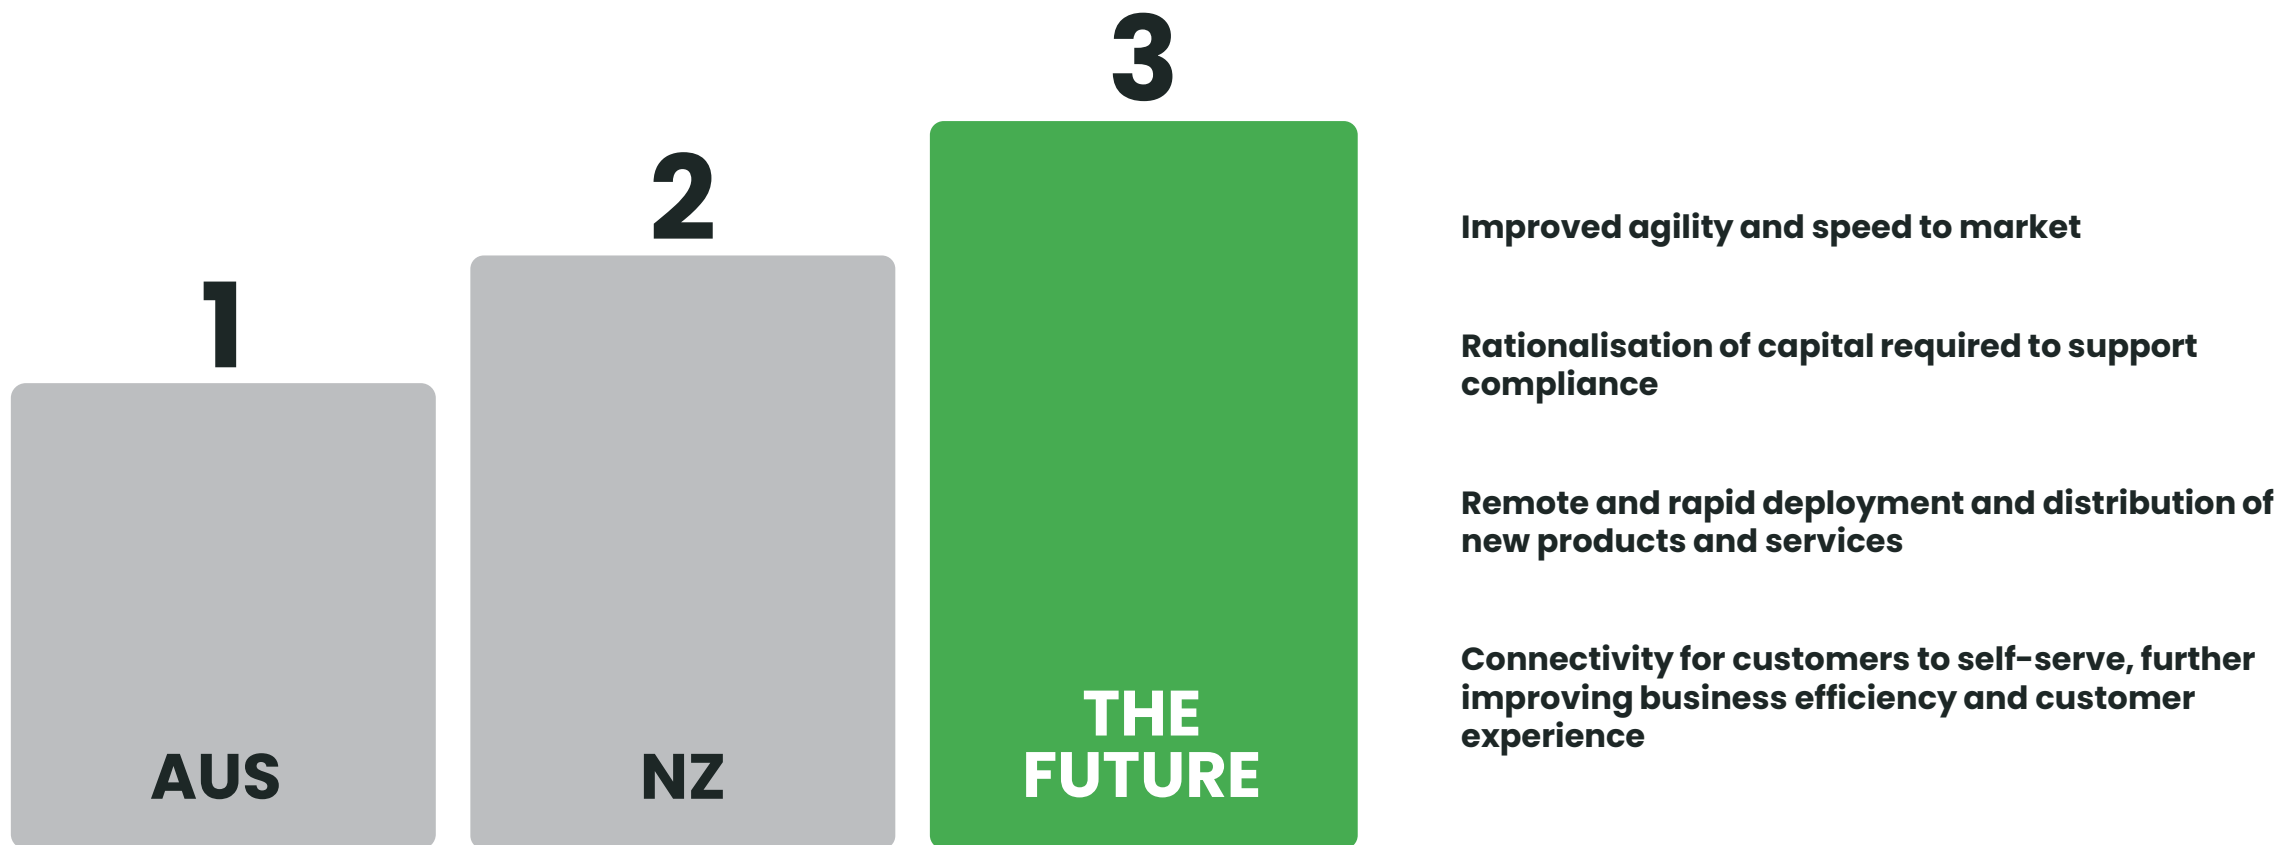 1
AUS
2
NZ
3
THE
FUTURE
Improved agility and speed to market
Rationalisation of capital required to support
compliance
Remote and rapid deployment and distribution of
new products and services
Connectivity for customers to self-serve, further
improving business efficiency and customer
experience